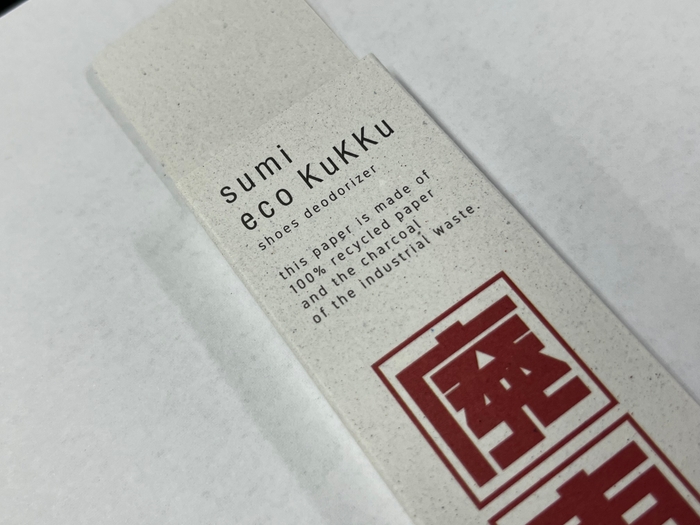 sumi
eco KuKKu
shoes deodorizer
this paper is made of
100% recycled paper
and the charcoal
of the industrial waste.
廃